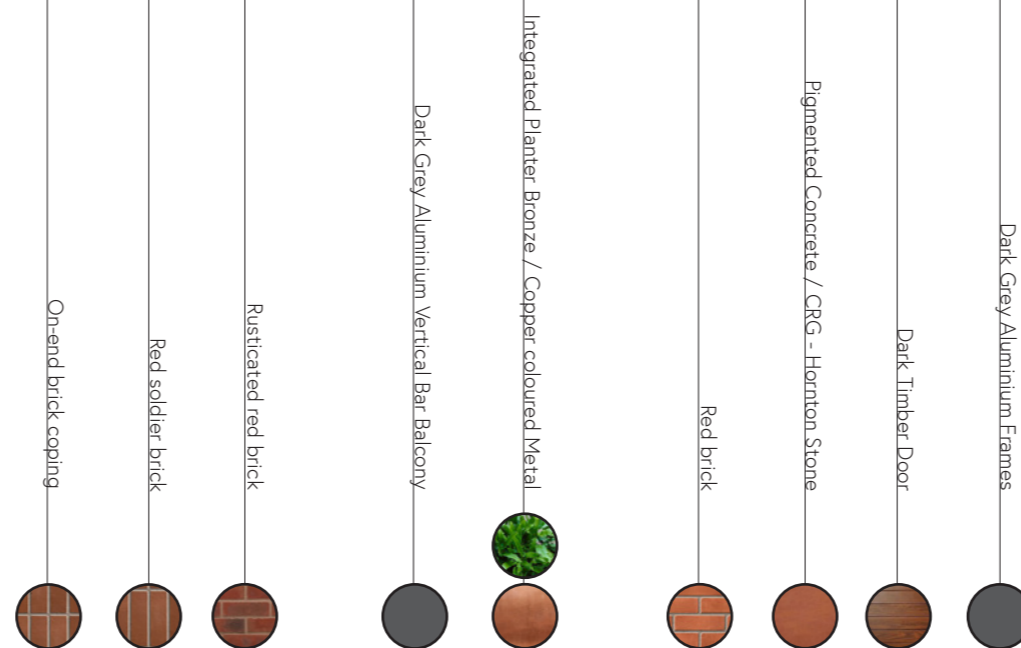 On-end brick coping
Red soldier brick
Rusticated red brick
Dark Grey Aluminium Vertical Bar Balcony
Integrated Planter Bronze / Copper coloured Metal
Red brick
Pigmented Concrete / CRG - Hornton Stone
Dark Timber Door
Dark Grey Aluminium Frames